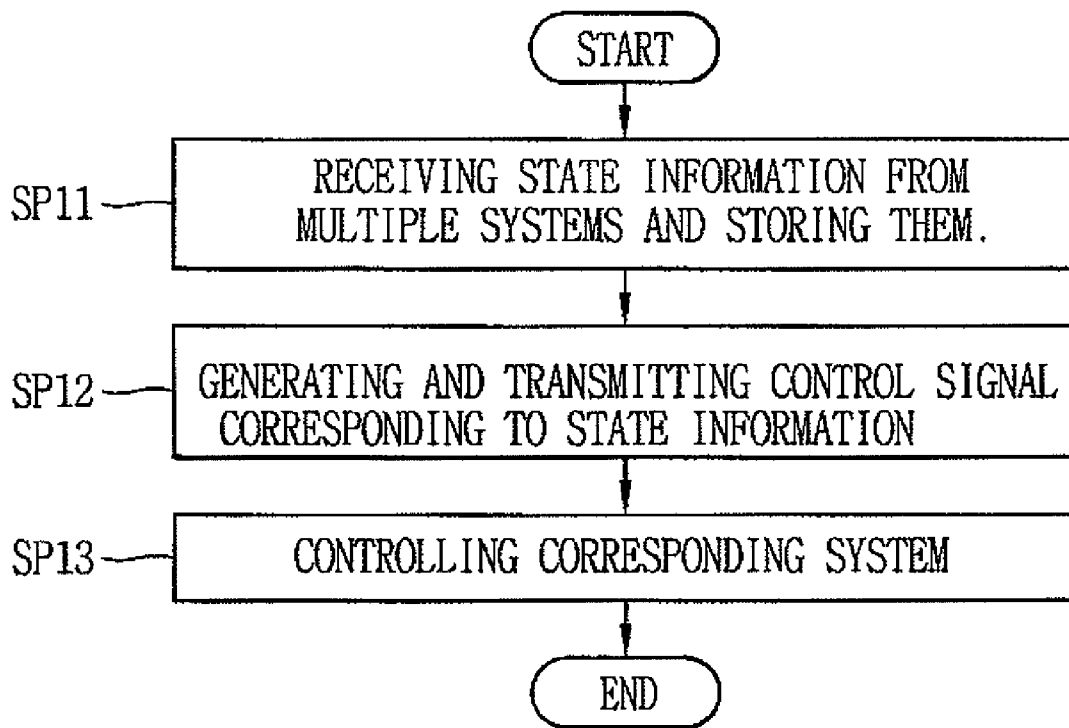 START
SP11
RECEIVING STATE INFORMATION FROM
MULTIPLE SYSTEMS AND STORING THEM.
SP12
GENERATING AND TRANSMITTING CONTROL SIGNAL
CORRESPONDING TO STATE INFORMATION
SP13
CONTROLLING CORRESPONDING SYSTEM
END